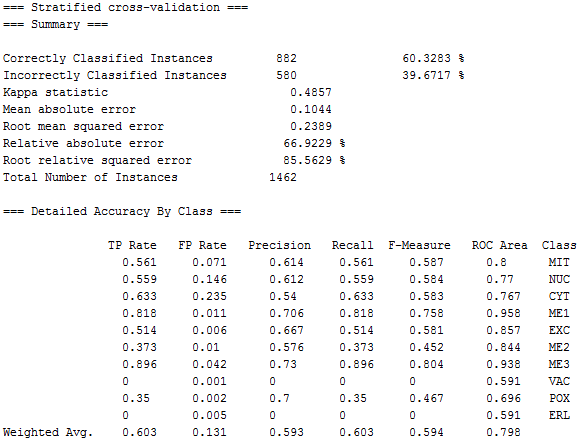 === Stratified cross-validation ===
=== Summary ===
Correctly Classified Instances 882 60.3283 %
Incorrectly Classified Instances 580 39.6717 %
Kappa statistic 0.4857
Mean absolute error 0.1044
Root mean squared error 0.2389
Relative absolute error 66.9229 %
Root relative squared error 85.5629 %
Total Number of Instances 1462
=== Detailed Accuracy By Class ===
TP Rate FP Rate Precision Recall F-Measure ROC Area Class
0.561 0.071 0.614 0.561 0.587 0.8 MIT
0.559 0.146 0.612 0.559 0.584 0.77 NUC
0.633 0.235 0.54 0.633 0.583 0.767 CYT
0.818 0.011 0.706 0.818 0.758 0.958 ME1
0.514 0.006 0.667 0.514 0.581 0.857 EXC
0.373 0.01 0.576 0.373 0.452 0.844 ME2
0.896 0.042 0.73 0.896 0.804 0.938 ME3
0 0.001 0 0 0 0.591 VAC
0.35 0.002 0.7 0.35 0.467 0.696 POX
0 0.005 0 0 0 0.591 ERL
Weighted Avg. 0.603 0.131 0.593 0.603 0.594 0.798